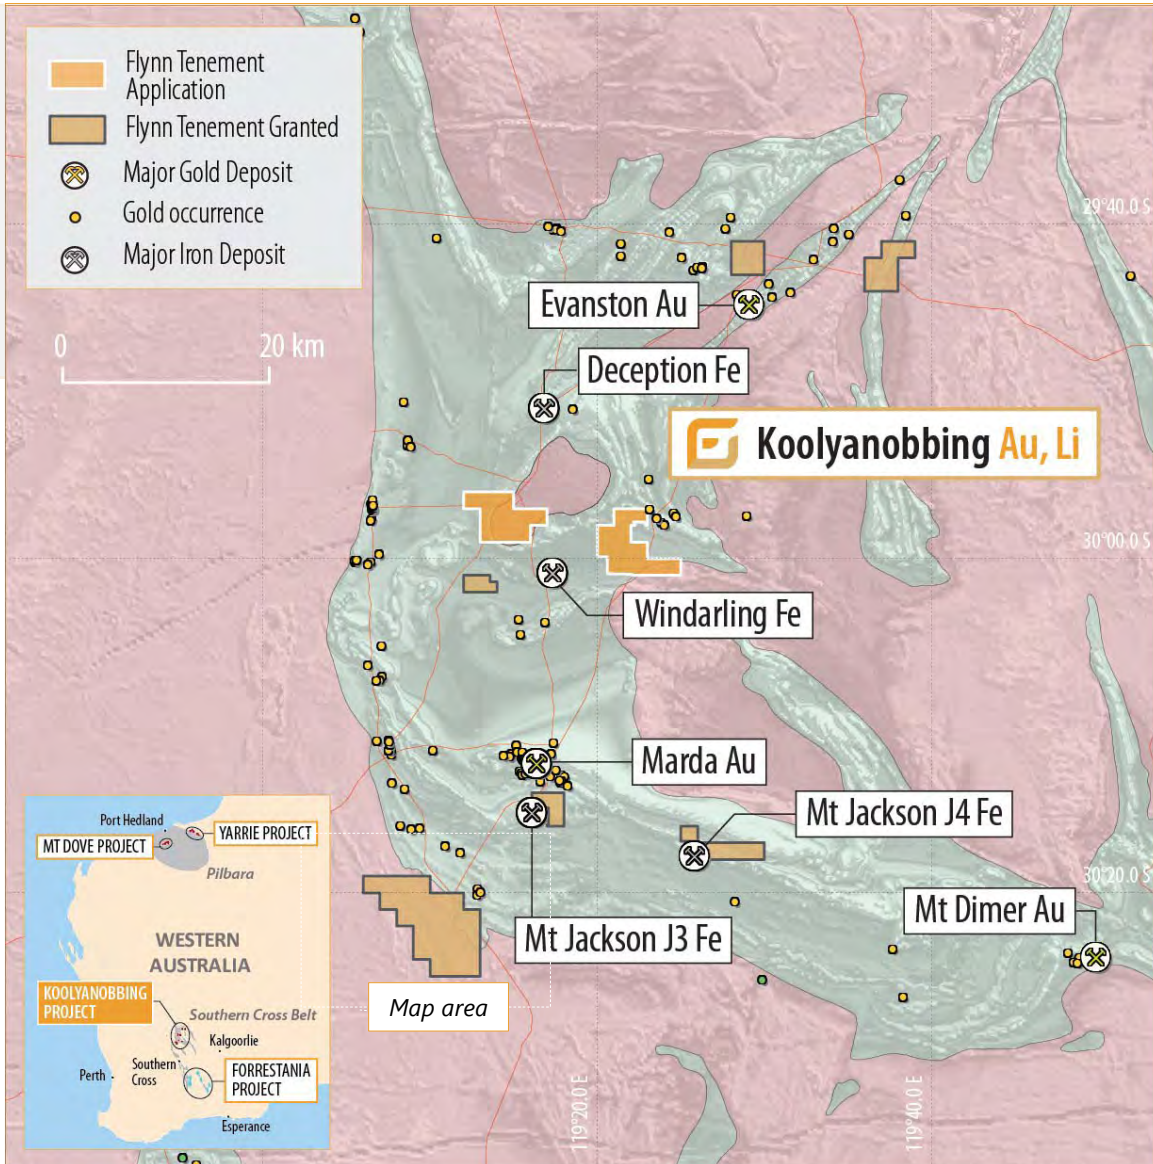 Flynn Tenement
Application
Flynn Tenement Granted
Major Gold Deposit
Gold occurrence
Major Iron Deposit
0 20 km
29°40.0 S
Evanston Au
Deception Fe
Koolyanobbing Au, Li
30°00.0 S
Windarling Fe
Marda Au
Mt Jackson J4 Fe
30°20.0 S
Mt Dimer Au
Mt Jackson J3 Fe
Map area
119°20.0 E
119°40.0 E
Port Hedland
YARRIE PROJECT
MT DOVE PROJECT
Pilbara
WESTERN
AUSTRALIA
KOOLYANOBBING
PROJECT
Southern Cross Belt
Kalgoorlie
Southern
Cross
Perth
FORRESTANIA
PROJECT
Esperance